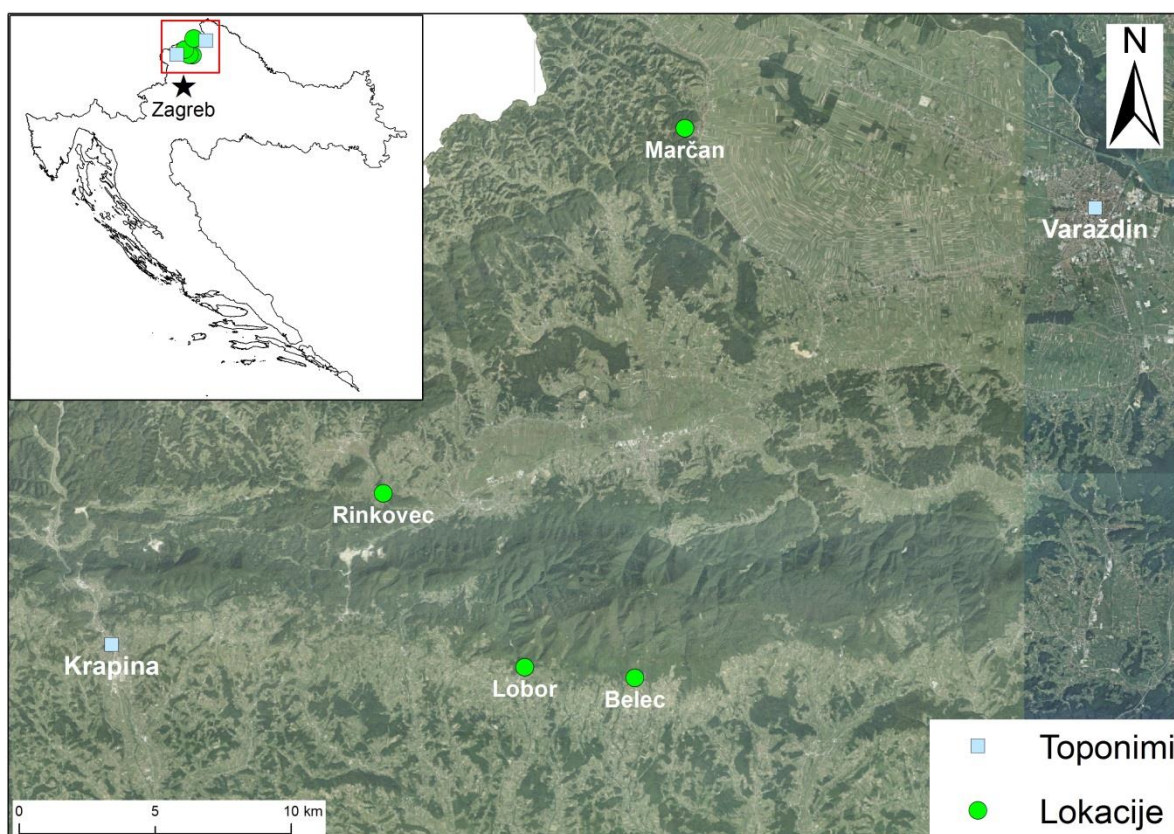 Zagreb
N
Marčan
Varaždin
Rinkovec
Krapina
Lobor
Belec
Toponimi
Lokacije
0 5 10 km